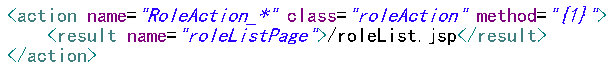 <action name="RoleAction_*" class="roleAction" method="{1}">
    <result name="roleListPage">/roleList.jsp</result>
</action>